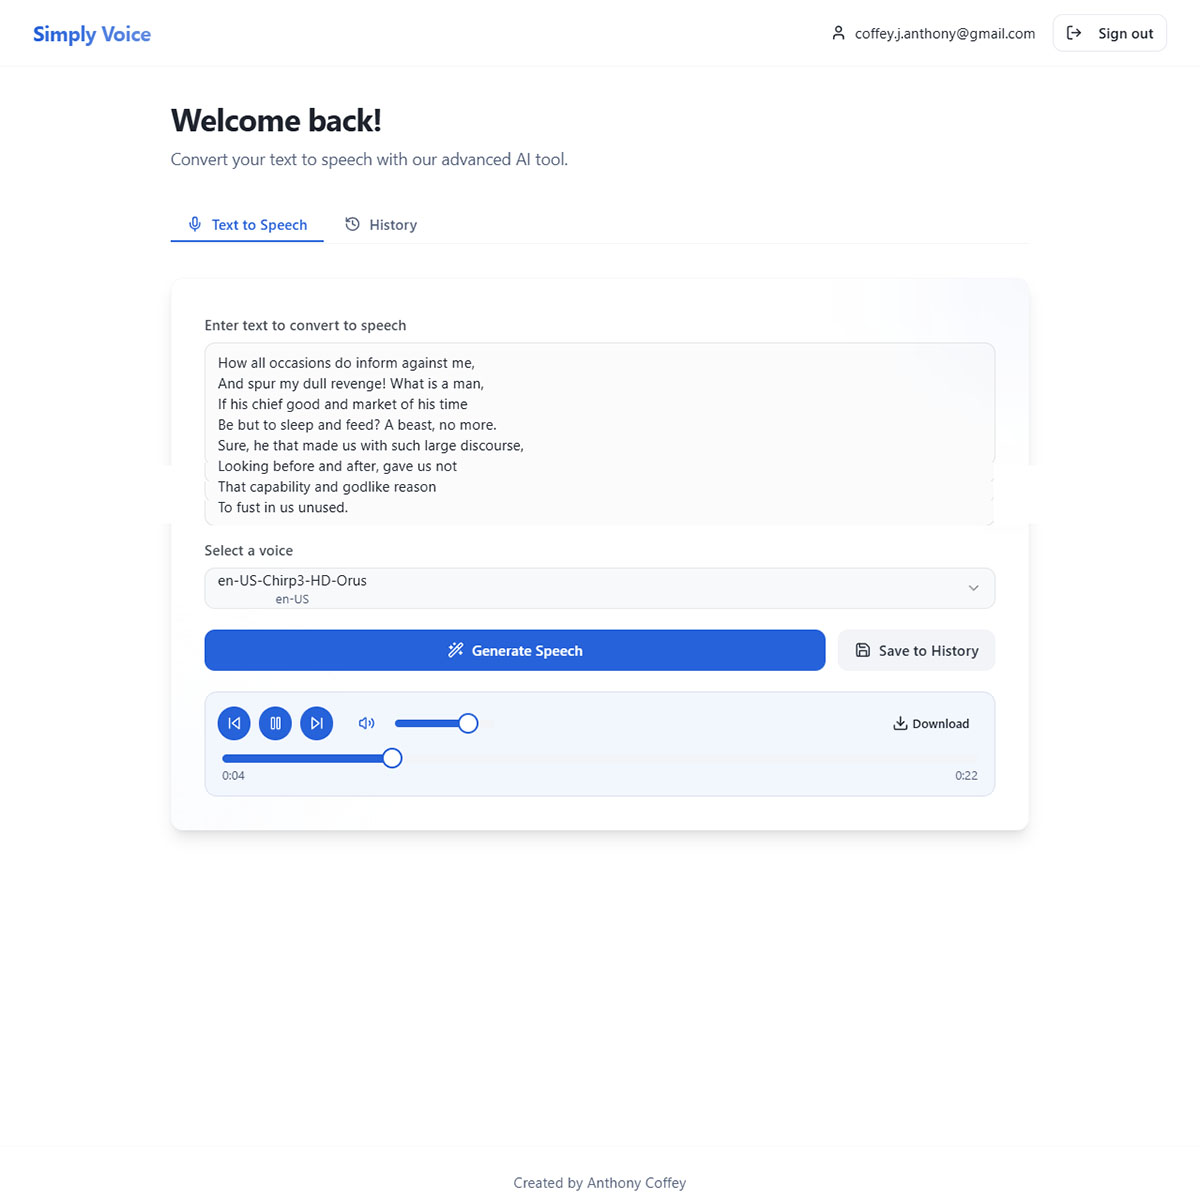 Simply Voice
coffey.j.anthony@gmail.com
Sign out
Welcome back!
Convert your text to speech with our advanced AI tool.
Text to Speech
History
Enter text to convert to speech
How all occasions do inform against me,
And spur my dull revenge! What is a man,
If his chief good and market of his time
Be but to sleep and feed? A beast, no more.
Sure, he that made us with such large discourse,
Looking before and after, gave us not
That capability and godlike reason
To fust in us unused.
Select a voice
en-US-Chirp3-HD-Orus
en-US
Generate Speech
Save to History
Download
0:04
0:22
Created by Anthony Coffey